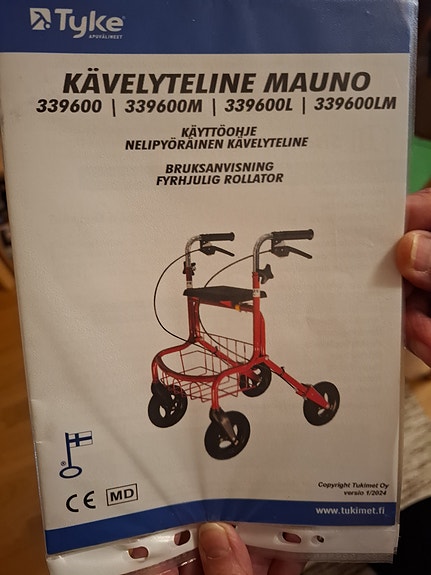 Tyke
APUVÄLINEET
KÄVELYTELINE MAUNO
339600 | 339600M | 339600L | 339600LM
KÄYTTÖOHJE
NELIPYÖRÄINEN KÄVELYTELINE
BRUKSANVISNING
FYRHJULIG ROLLATOR
®
CE MD
Copyright Tukimet Oy
versio 1/2024
www.tukimet.fi